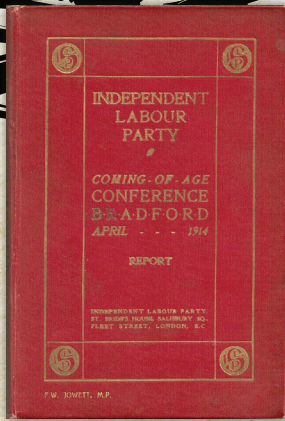 INDEPENDENT
LABOUR
PARTY
COMING-OF-AGE
CONFERENCE
B·R·A·D·F·O·R·D
APRIL - - - 1914
REPORT
INDEPENDENT LABOUR PARTY,
ST. BRIDE'S HOUSE, SALISBURY SQ.,
FLEET STREET, LONDON, E.C
F.W. JOWETT, M.P.